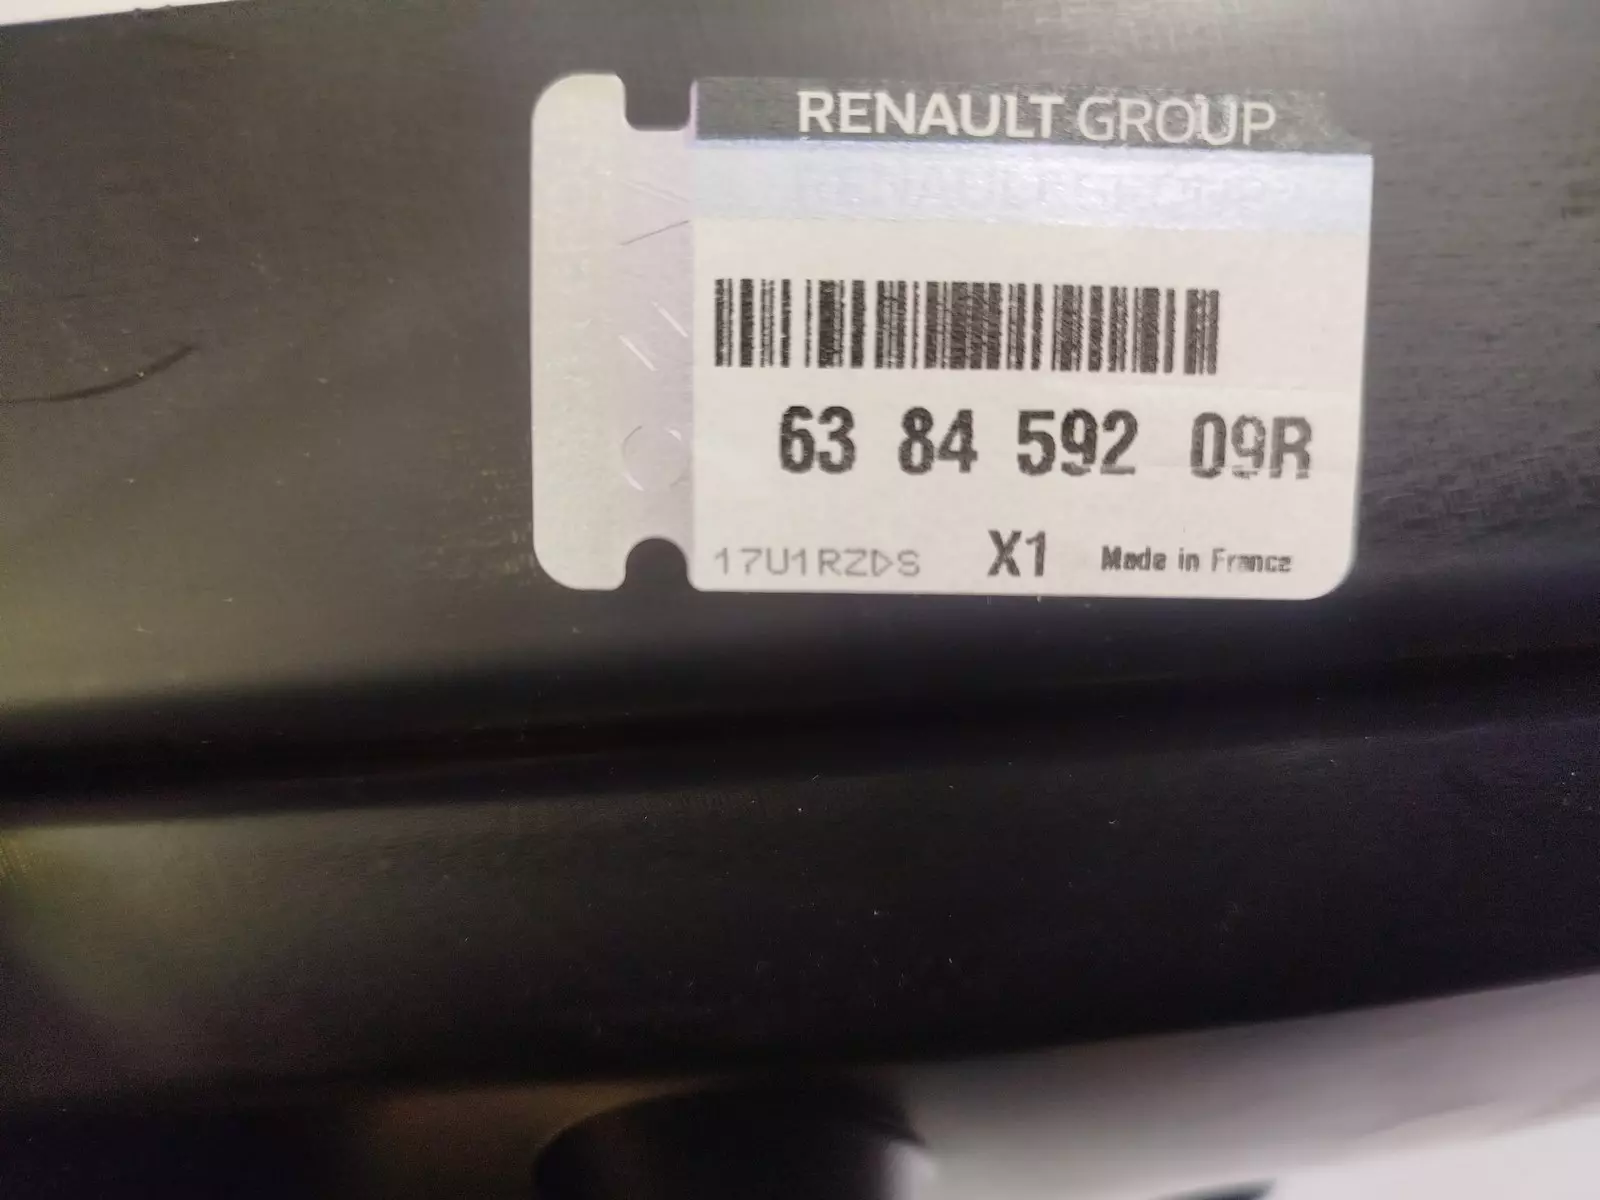 RENAULT GROUP
63 84 592 09R
17U1RZDS X1 Made in France